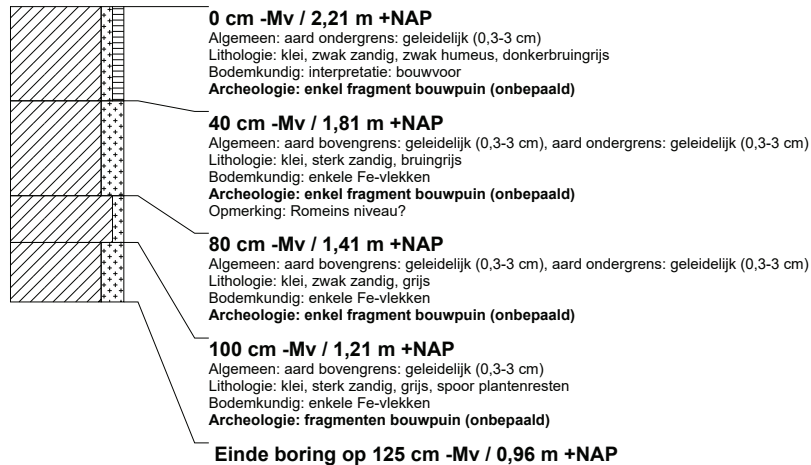 0 cm -Mv / 2,21 m +NAP
Algemeen: aard ondergrens: geleidelijk (0,3-3 cm)
Lithologie: klei, zwak zandig, zwak humeus, donkerbruingrijs
Bodemkundig: interpretatie: bouwvoor
Archeologie: enkel fragment bouwpuin (onbepaald)
40 cm -Mv / 1,81 m +NAP
Algemeen: aard bovengrens: geleidelijk (0,3-3 cm), aard ondergrens: geleidelijk (0,3-3 cm)
Lithologie: klei, sterk zandig, bruingrijs
Bodemkundig: enkele Fe-vlekken
Archeologie: enkel fragment bouwpuin (onbepaald)
Opmerking: Romeins niveau?
80 cm -Mv / 1,41 m +NAP
Algemeen: aard bovengrens: geleidelijk (0,3-3 cm), aard ondergrens: geleidelijk (0,3-3 cm)
Lithologie: klei, zwak zandig, grijs
Bodemkundig: enkele Fe-vlekken
Archeologie: enkel fragment bouwpuin (onbepaald)
100 cm -Mv / 1,21 m +NAP
Algemeen: aard bovengrens: geleidelijk (0,3-3 cm)
Lithologie: klei, sterk zandig, grijs, spoor plantenresten
Bodemkundig: enkele Fe-vlekken
Archeologie: fragmenten bouwpuin (onbepaald)
Einde boring op 125 cm -Mv / 0,96 m +NAP